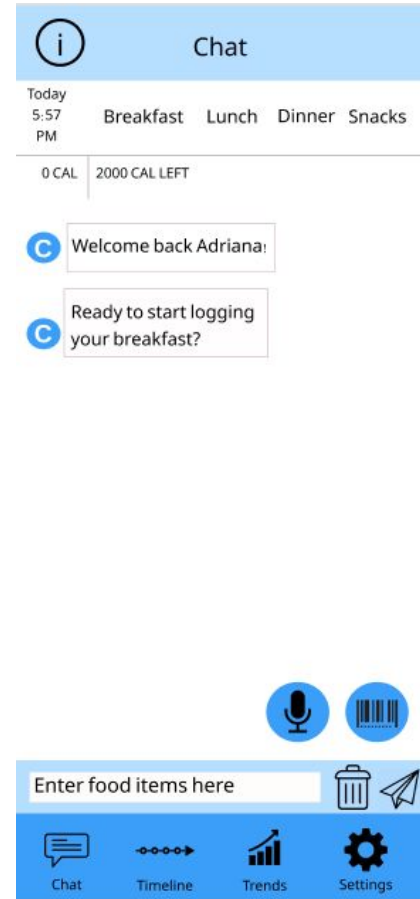 i
Chat
Today
5:57
PM
Breakfast Lunch Dinner Snacks
0 CAL 2000 CAL LEFT
C
Welcome back Adriana!
C
Ready to start logging
your breakfast?
Enter food items here
Chat Timeline Trends Settings